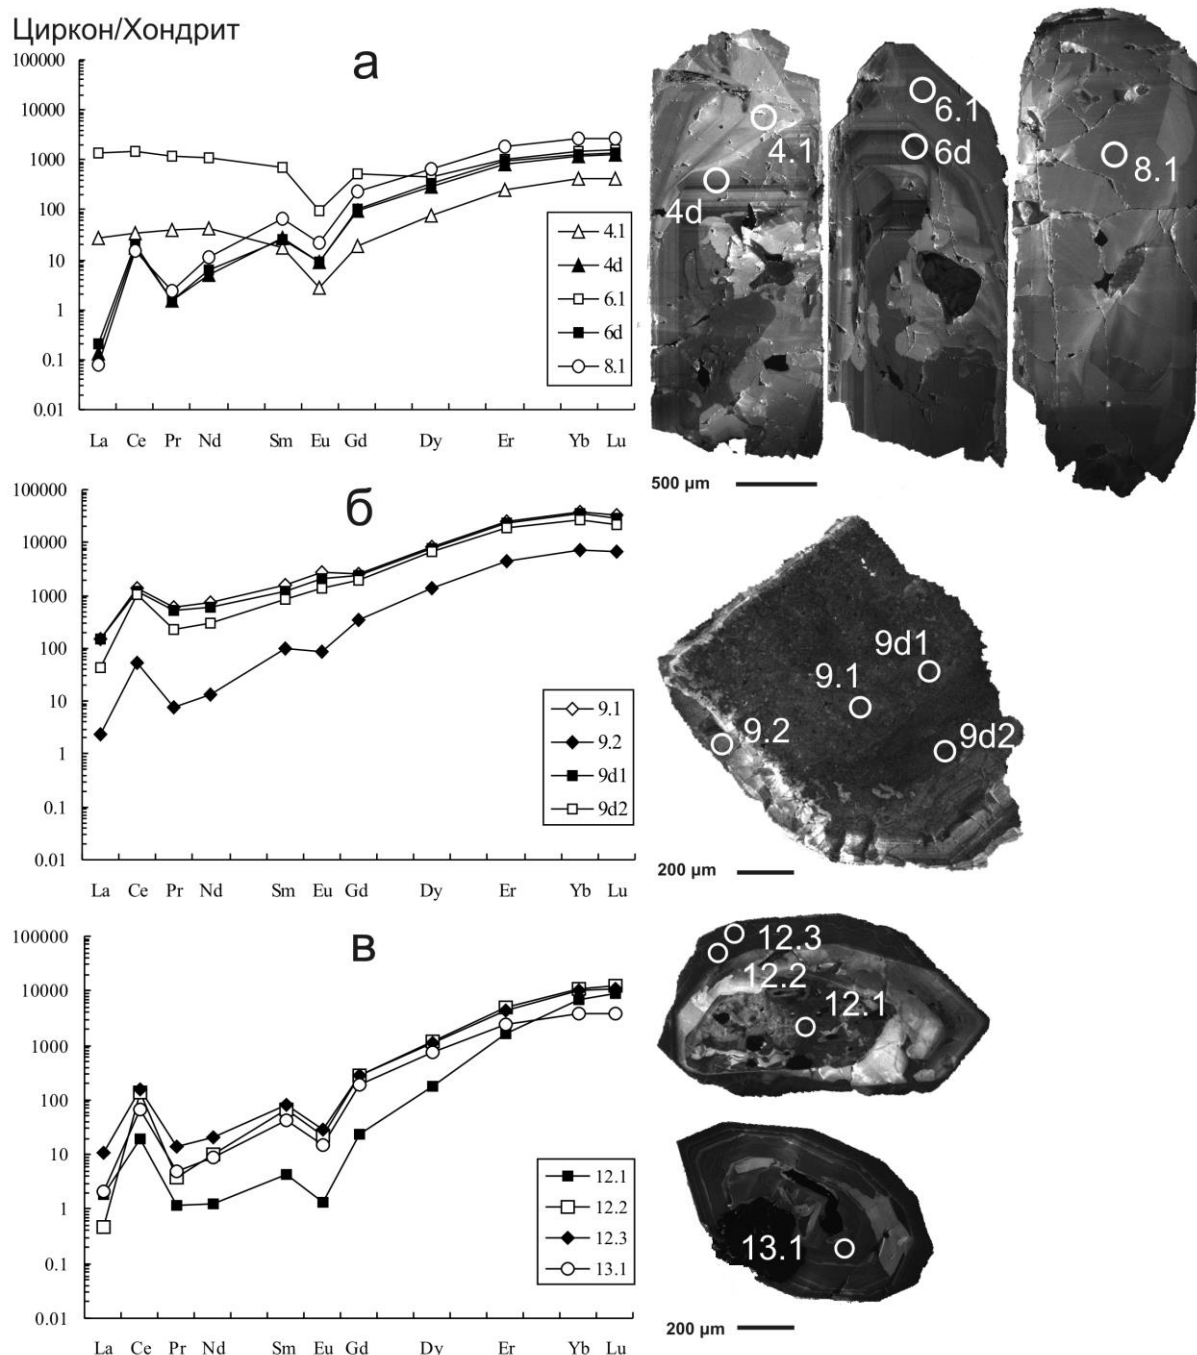 Циркон/Хондрит
а
100000
10000
1000
100
10
1
0.1
0.01
La Ce Pr Nd Sm Eu Gd Dy Er Yb Lu
4.1
4d
6.1
6d
8.1
4.1
4d
6.1
6d
8.1
500 µm
б
100000
10000
1000
100
10
1
0.1
0.01
La Ce Pr Nd Sm Eu Gd Dy Er Yb Lu
9.1
9.2
9d1
9d2
9d1
9.1
9.2
9d2
200 µm
в
100000
10000
1000
100
10
1
0.1
0.01
La Ce Pr Nd Sm Eu Gd Dy Er Yb Lu
12.1
12.2
12.3
13.1
12.3
12.2
12.1
13.1
200 µm